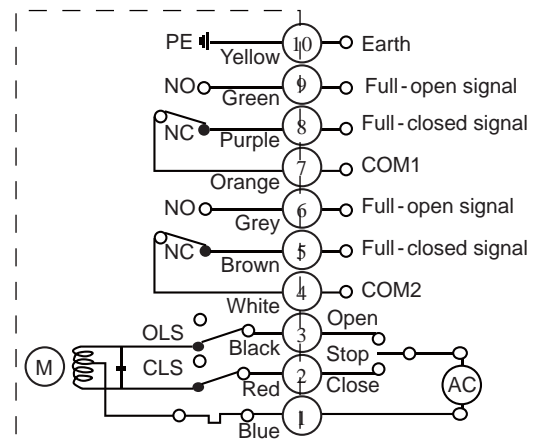 PE Yellow 10 Earth
NO Green 9 Full-open signal
NC Purple 8 Full-closed signal
Orange 7 COM1
NO Grey 6 Full-open signal
NC Brown 5 Full-closed signal
White 4 COM2
OLS Black 3 Open
Stop
M CLS Red 2 Close AC
Blue 1